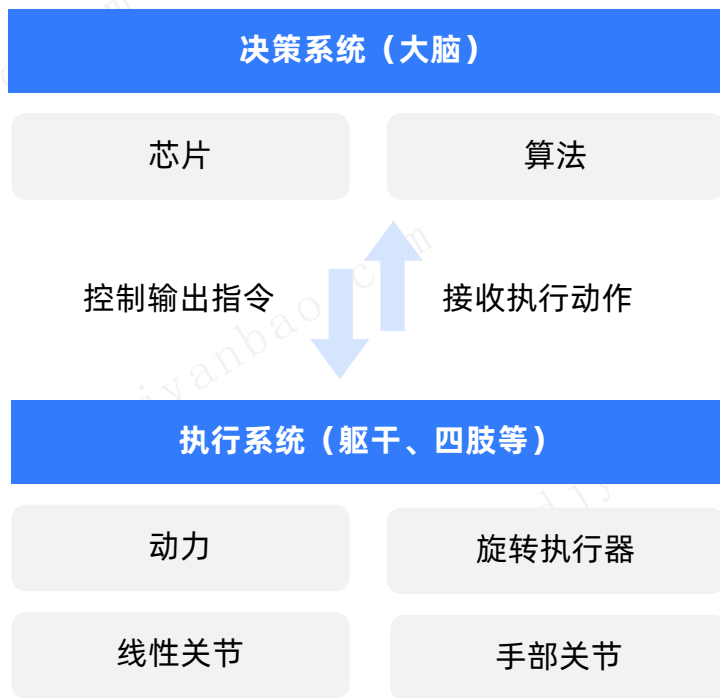 决策系统（大脑）
芯片
算法
控制输出指令
接收执行动作
执行系统（躯干、四肢等）
动力
旋转执行器
线性关节
手部关节